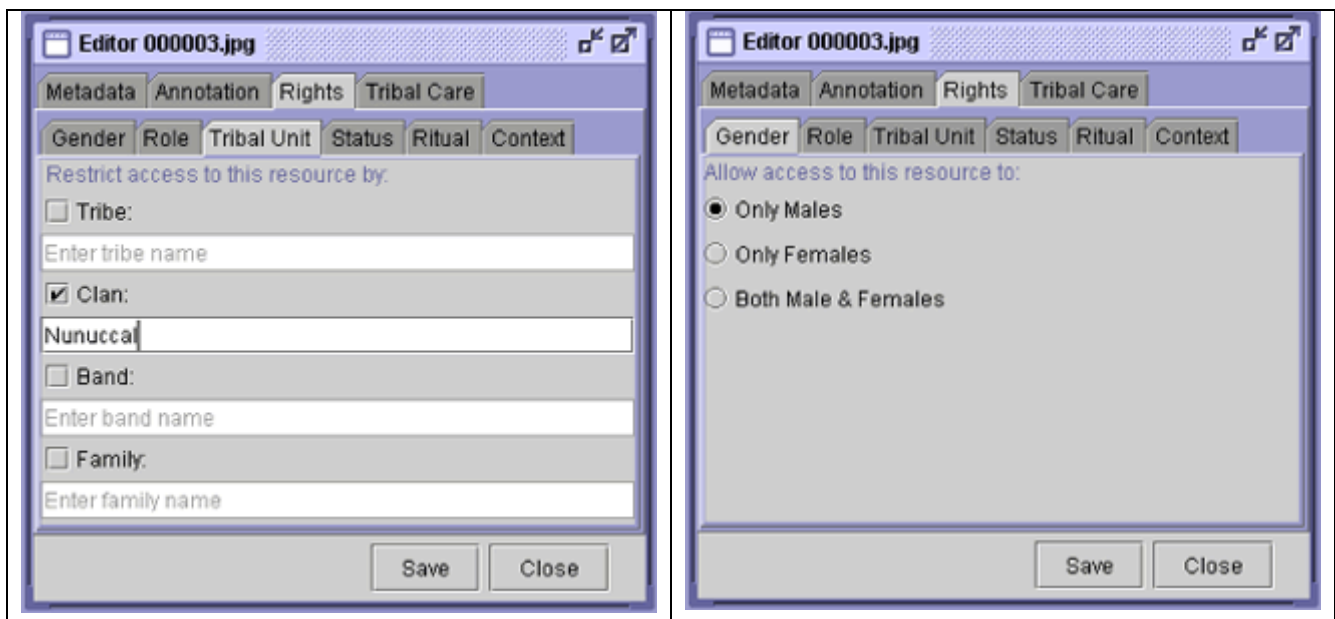 Editor 000003.jpg
Metadata Annotation Rights Tribal Care
Gender Role Tribal Unit Status Ritual Context
Restrict access to this resource by:
Tribe:
Enter tribe name
Clan:
Nunuccal
Band:
Enter band name
Family:
Enter family name
Save Close
Editor 000003.jpg
Metadata Annotation Rights Tribal Care
Gender Role Tribal Unit Status Ritual Context
Allow access to this resource to:
Only Males
Only Females
Both Male & Females
Save Close